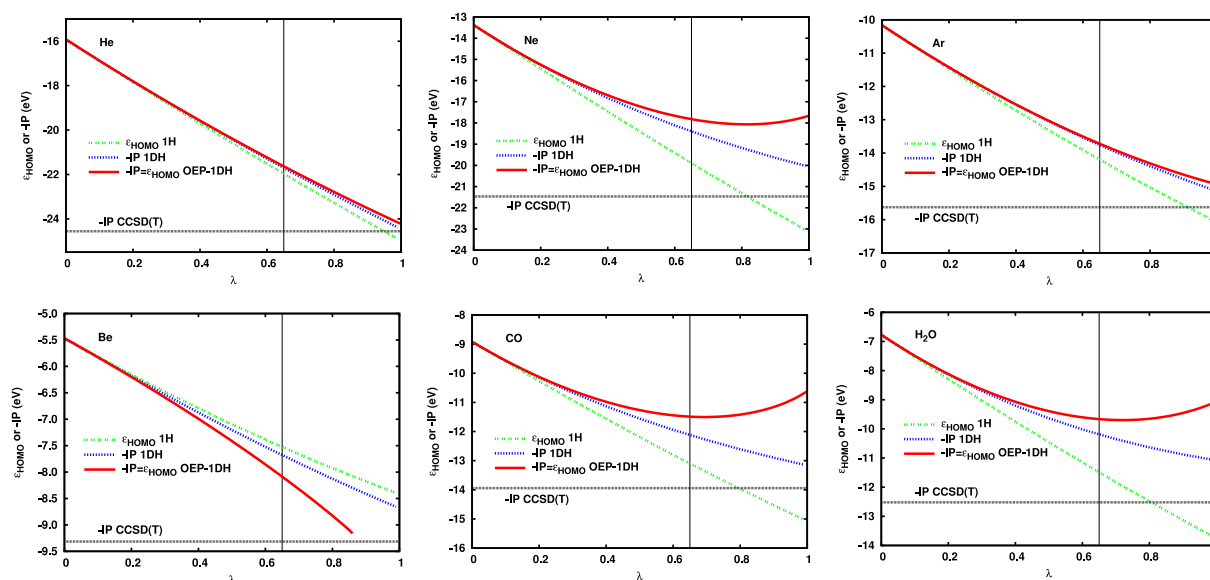 He
εHOMO or -IP (eV)
-16
-18
-20
-22
-24
εHOMO 1H
-IP 1DH
-IP=εHOMO OEP-1DH
-IP CCSD(T)
0 0.2 0.4 0.6 0.8 1
λ
Ne
εHOMO or -IP (eV)
-13
-14
-15
-16
-17
-18
-19
-20
-21
-22
-23
-24
εHOMO 1H
-IP 1DH
-IP=εHOMO OEP-1DH
-IP CCSD(T)
0 0.2 0.4 0.6 0.8 1
λ
Ar
εHOMO or -IP (eV)
-10
-11
-12
-13
-14
-15
-16
-17
εHOMO 1H
-IP 1DH
-IP=εHOMO OEP-1DH
-IP CCSD(T)
0 0.2 0.4 0.6 0.8
λ
Be
εHOMO or -IP (eV)
-5.0
-5.5
-6.0
-6.5
-7.0
-7.5
-8.0
-8.5
-9.0
-9.5
εHOMO 1H
-IP 1DH
-IP=εHOMO OEP-1DH
-IP CCSD(T)
0 0.2 0.4 0.6 0.8 1
λ
CO
εHOMO or -IP (eV)
-8
-9
-10
-11
-12
-13
-14
-15
-16
εHOMO 1H
-IP 1DH
-IP=εHOMO OEP-1DH
-IP CCSD(T)
0 0.2 0.4 0.6 0.8 1
λ
H2O
εHOMO or -IP (eV)
-6
-7
-8
-9
-10
-11
-12
-13
-14
εHOMO 1H
-IP 1DH
-IP=εHOMO OEP-1DH
-IP CCSD(T)
0 0.2 0.4 0.6 0.8
λ